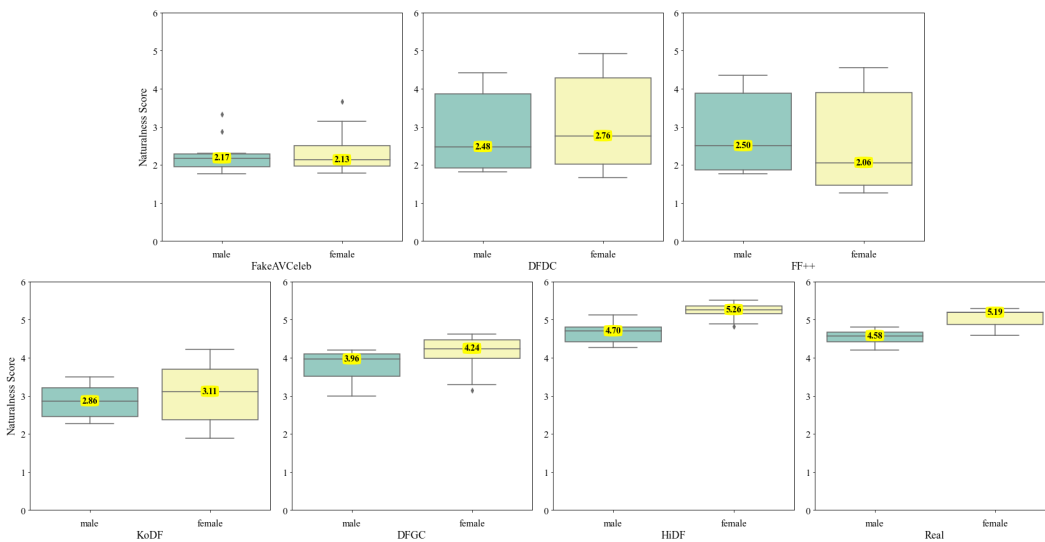 Naturalness Score
6
5
4
3
2
1
0
2.17
2.13
male
female
FakeAVCeleb
6
5
4
3
2
1
0
2.48
2.76
male
female
DFDC
6
5
4
3
2
1
0
2.50
2.06
male
female
FF++
Naturalness Score
6
5
4
3
2
1
0
2.86
3.11
male
female
KoDF
6
5
4
3
2
1
0
3.96
4.24
male
female
DFGC
6
5
4
3
2
1
0
4.70
5.26
male
female
HiDF
6
5
4
3
2
1
0
4.58
5.19
male
female
Real